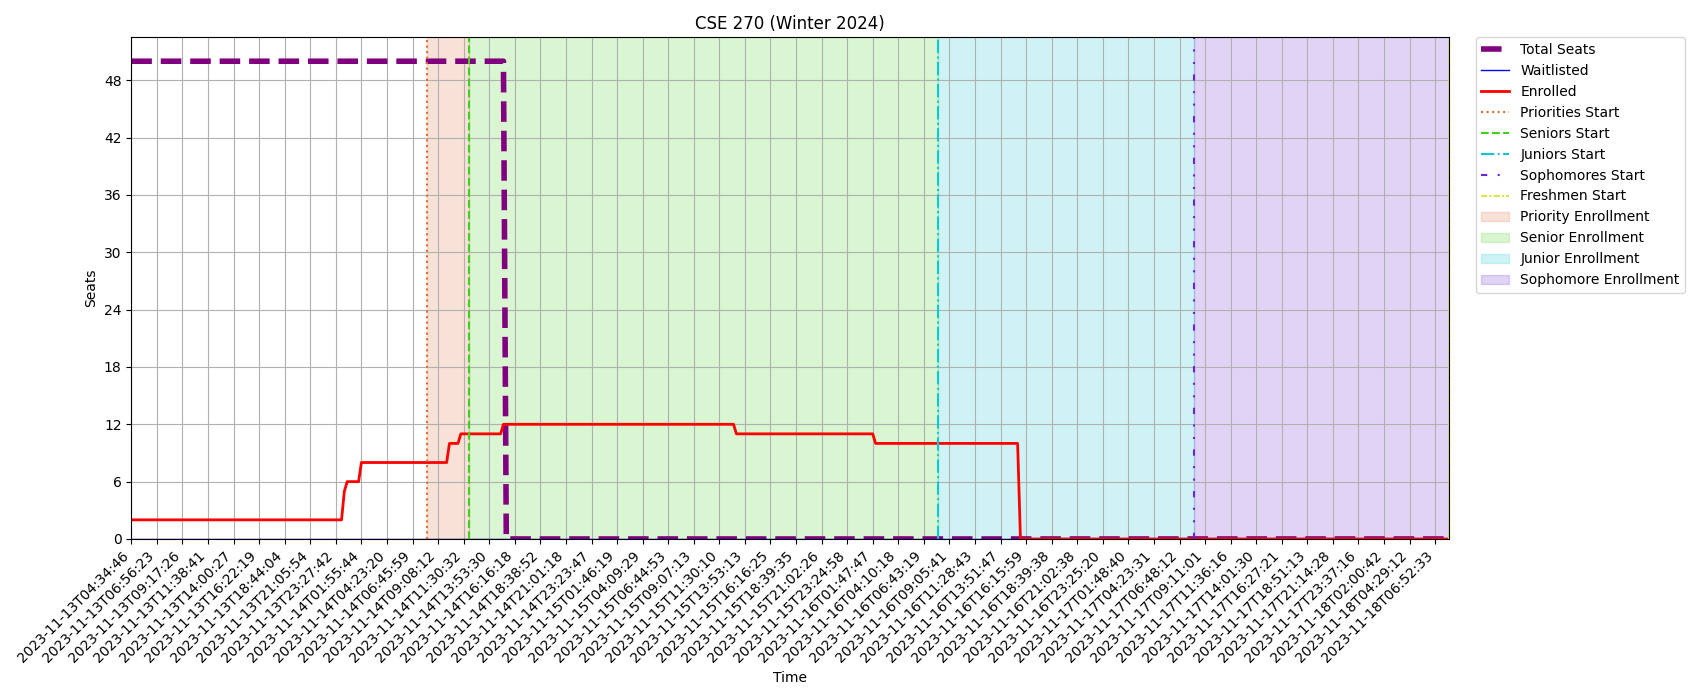 CSE 270 (Winter 2024)
Seats
48
42
36
30
24
18
12
6
0
2023-11-13T04:34:46
2023-11-13T06:56:23
2023-11-13T09:17:26
2023-11-13T11:38:41
2023-11-13T14:00:27
2023-11-13T16:22:19
2023-11-13T18:44:04
2023-11-13T21:05:54
2023-11-13T23:27:42
2023-11-14T01:55:44
2023-11-14T04:23:20
2023-11-14T06:45:59
2023-11-14T09:08:12
2023-11-14T11:30:32
2023-11-14T13:53:30
2023-11-14T16:16:18
2023-11-14T18:38:52
2023-11-14T21:01:18
2023-11-14T23:23:47
2023-11-15T01:46:19
2023-11-15T04:09:29
2023-11-15T06:44:53
2023-11-15T09:07:13
2023-11-15T11:30:10
2023-11-15T13:53:13
2023-11-15T16:16:25
2023-11-15T18:39:35
2023-11-15T21:02:26
2023-11-15T23:24:58
2023-11-16T01:47:47
2023-11-16T04:10:18
2023-11-16T06:43:19
2023-11-16T09:05:41
2023-11-16T11:28:43
2023-11-16T13:51:47
2023-11-16T16:15:59
2023-11-16T18:39:38
2023-11-16T21:02:38
2023-11-16T23:25:20
2023-11-17T01:48:40
2023-11-17T04:23:31
2023-11-17T06:48:12
2023-11-17T09:11:01
2023-11-17T11:36:16
2023-11-17T14:01:30
2023-11-17T16:27:21
2023-11-17T18:51:13
2023-11-17T21:14:28
2023-11-17T23:37:16
2023-11-18T02:00:42
2023-11-18T04:29:12
2023-11-18T06:52:33
Time
Total Seats
Waitlisted
Enrolled
Priorities Start
Seniors Start
Juniors Start
Sophomores Start
Freshmen Start
Priority Enrollment
Senior Enrollment
Junior Enrollment
Sophomore Enrollment